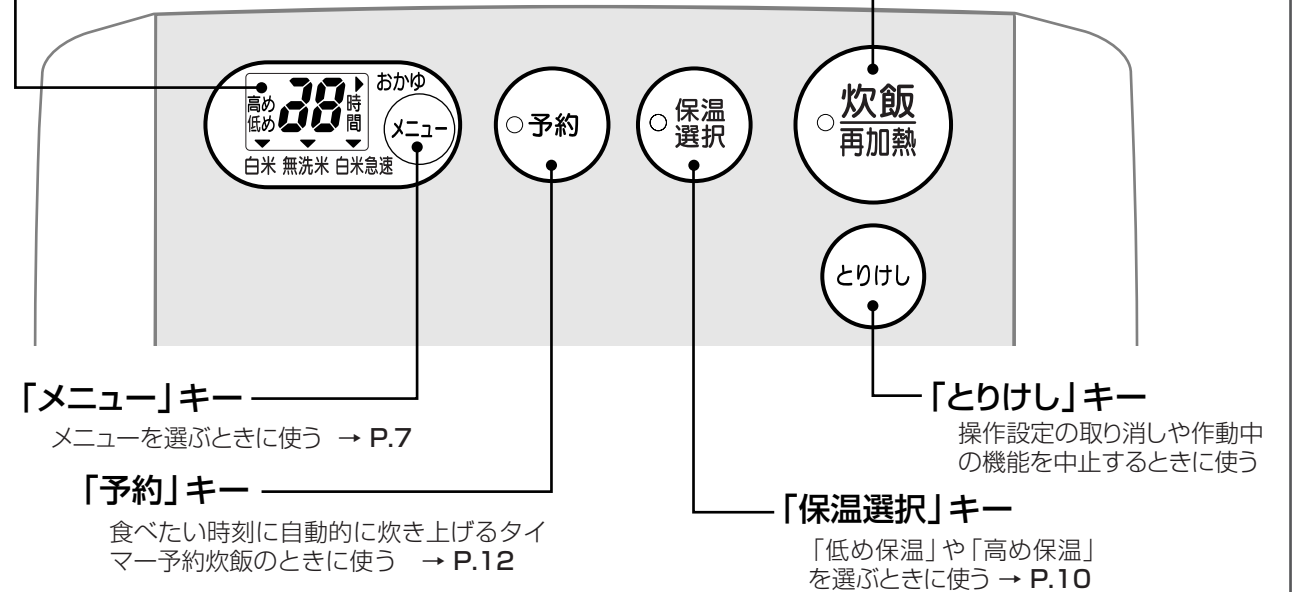 おかゆ
高め 28 時間
低め
メニュー
白米 無洗米 白米急速
予約
保温
選択
炊飯
再加熱
とりけし
「メニュー」キー
メニューを選ぶときに使う → P.7
「予約」キー
食べたい時刻に自動的に炊き上げるタイ
マー予約炊飯のときに使う → P.12
「とりけし」キー
操作設定の取り消しや作動中
の機能を中止するときに使う
「保温選択」キー
「低め保温」や「高め保温」
を選ぶときに使う → P.10